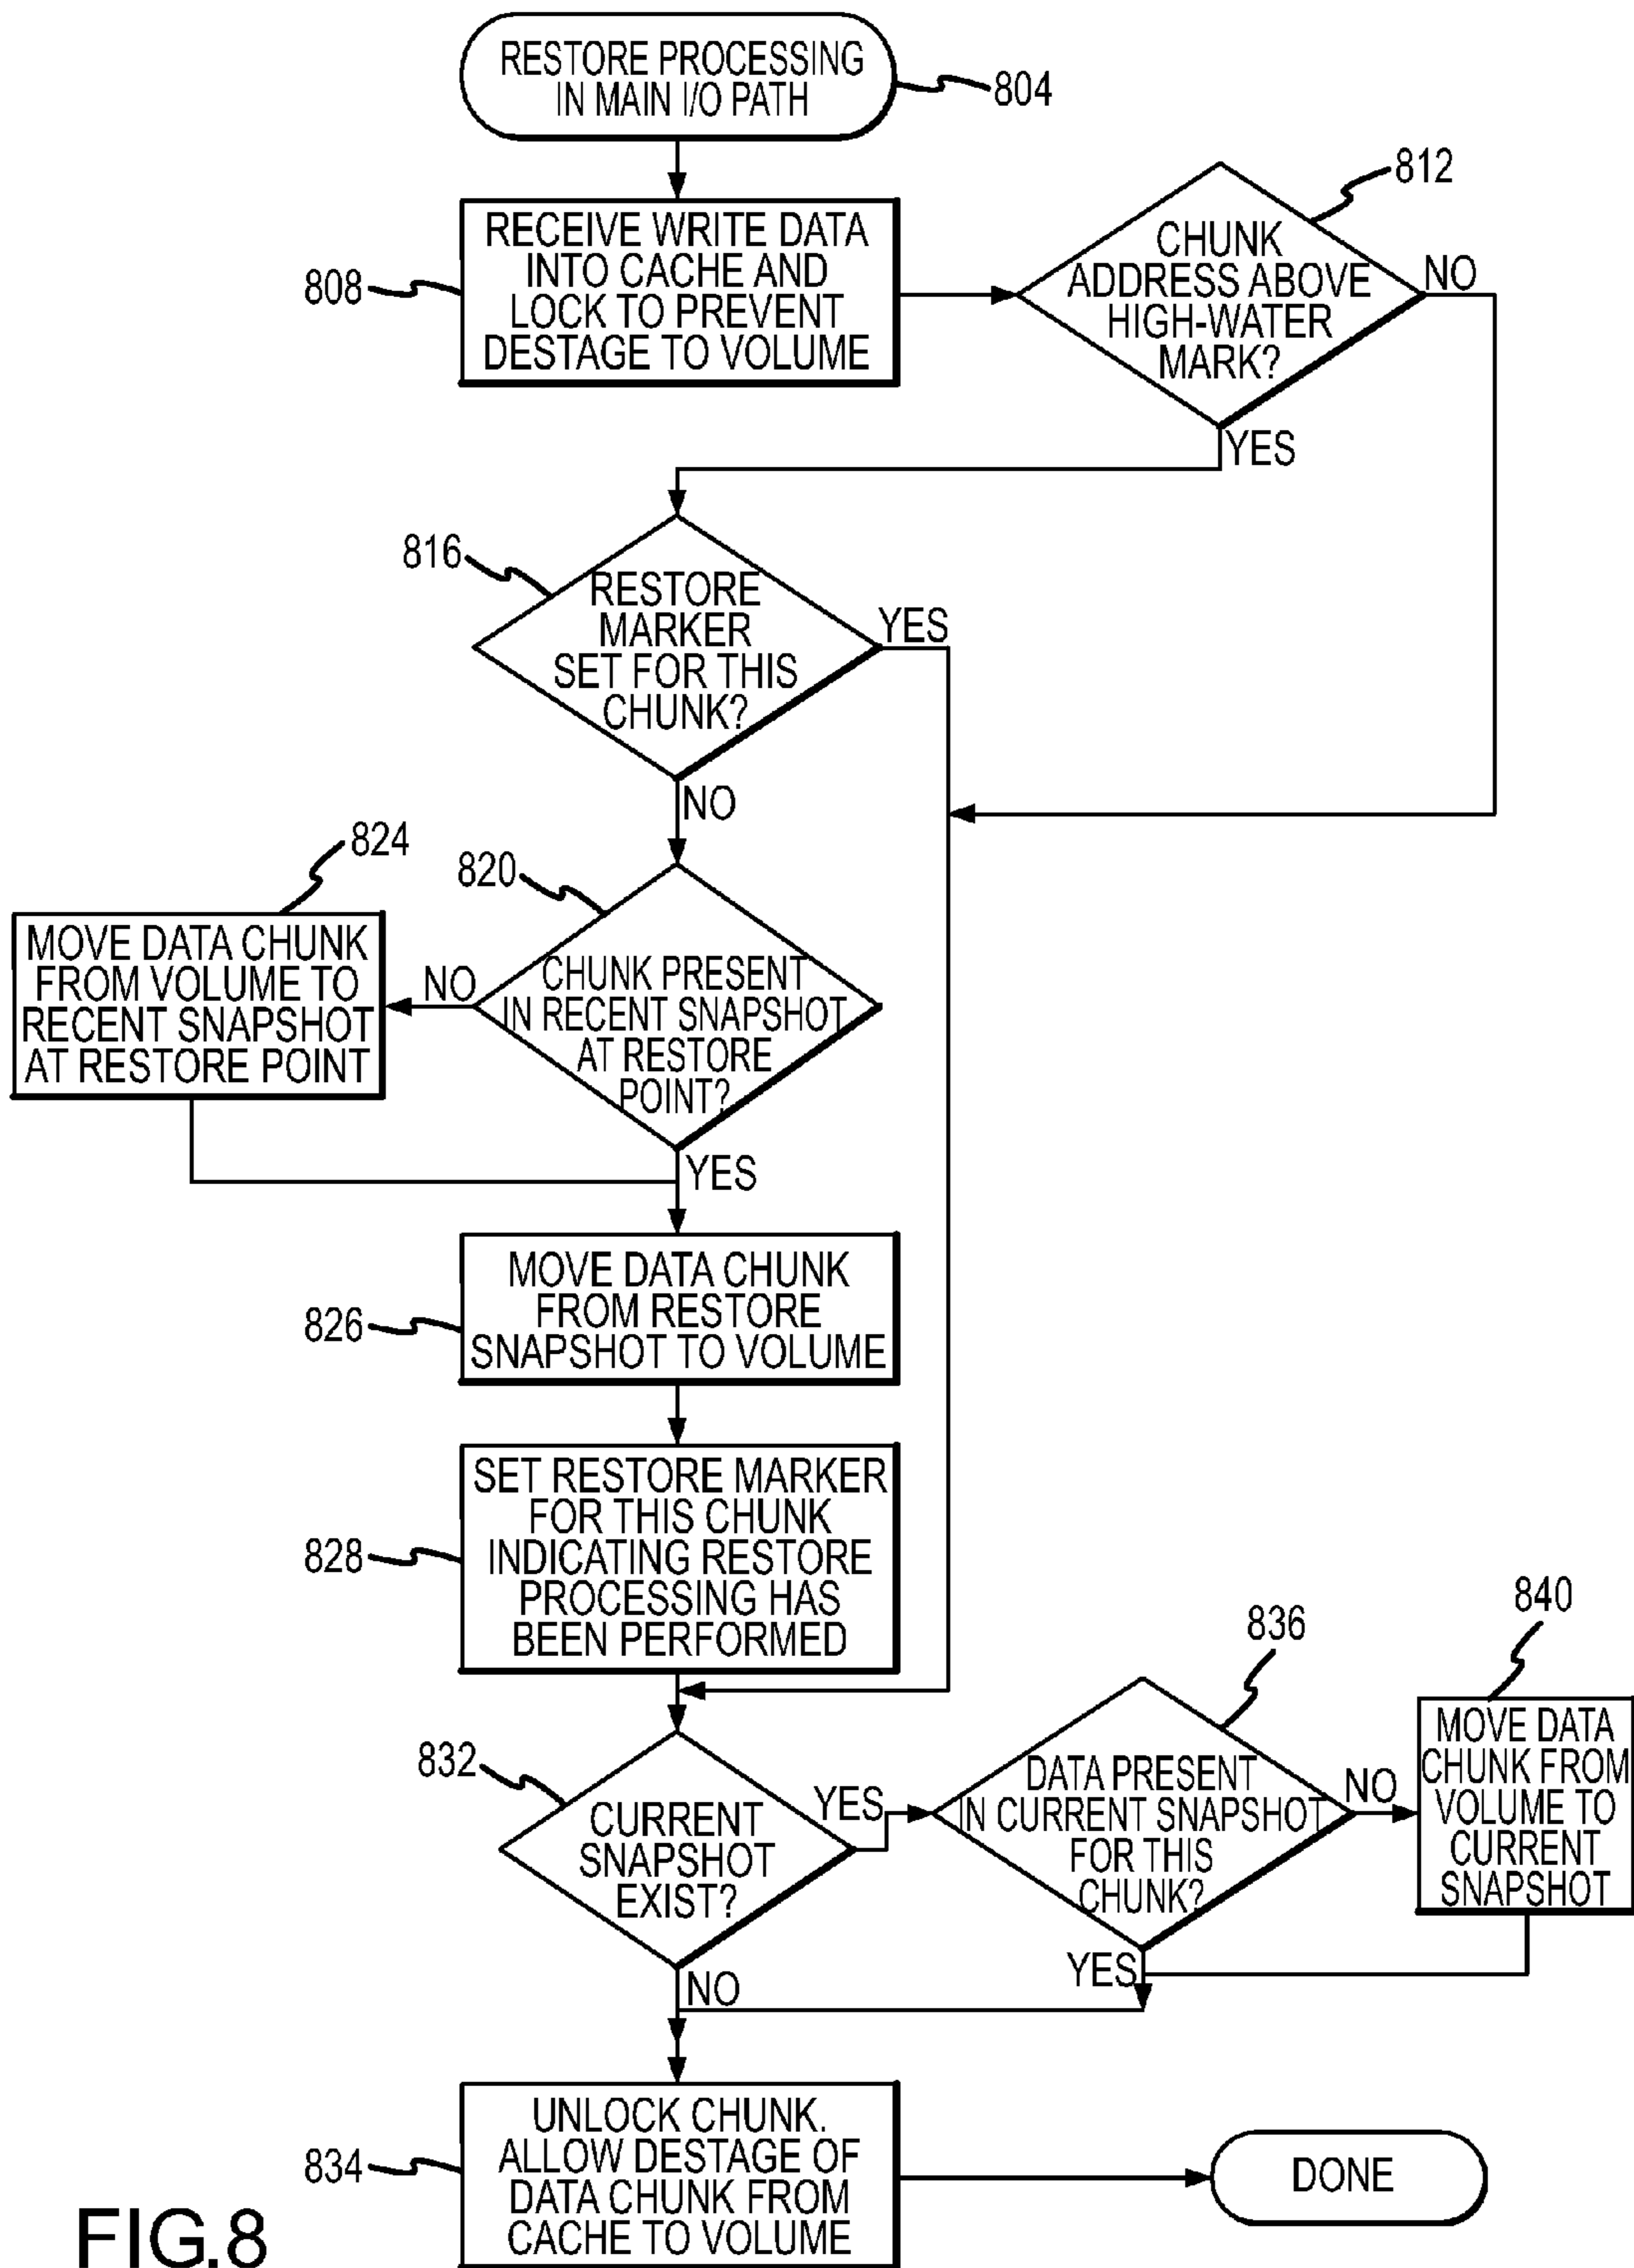 RESTORE PROCESSING
IN MAIN I/O PATH
804
RECEIVE WRITE DATA
INTO CACHE AND
LOCK TO PREVENT
DESTAGE TO VOLUME
808
CHUNK
ADDRESS ABOVE
HIGH-WATER
MARK?
812
NO
YES
816
RESTORE
MARKER
SET FOR THIS
CHUNK?
YES
NO
824
820
MOVE DATA CHUNK
FROM VOLUME TO
RECENT SNAPSHOT
AT RESTORE POINT
NO
CHUNK PRESENT
IN RECENT SNAPSHOT
AT RESTORE
POINT?
YES
MOVE DATA CHUNK
FROM RESTORE
SNAPSHOT TO VOLUME
826
SET RESTORE MARKER
FOR THIS CHUNK
INDICATING RESTORE
PROCESSING HAS
BEEN PERFORMED
828
832
CURRENT
SNAPSHOT
EXIST?
YES
NO
836
DATA PRESENT
IN CURRENT SNAPSHOT
FOR THIS
CHUNK?
NO
YES
840
MOVE DATA
CHUNK FROM
VOLUME TO
CURRENT
SNAPSHOT
834
UNLOCK CHUNK.
ALLOW DESTAGE OF
DATA CHUNK FROM
CACHE TO VOLUME
DONE
FIG.8